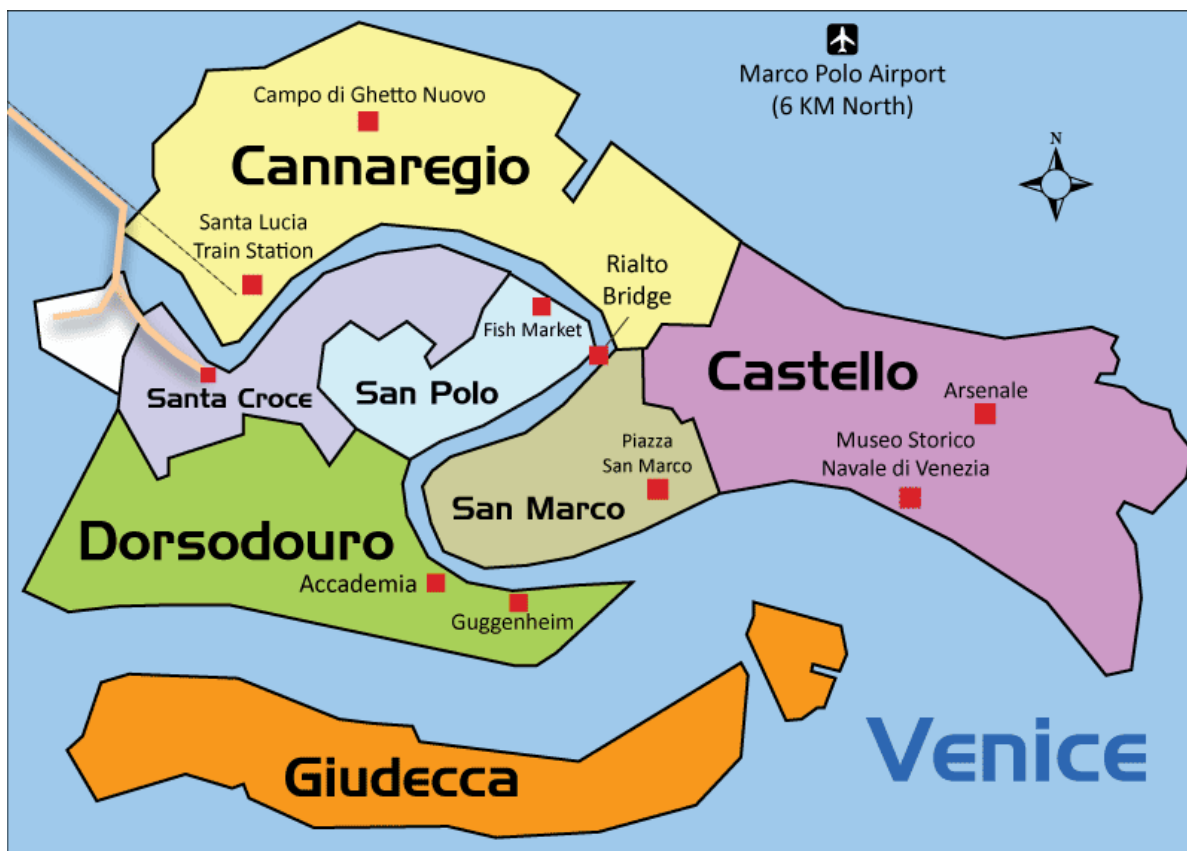 Marco Polo Airport
(6 KM North)
Campo di Ghetto Nuovo
Cannaregio
N
Santa Lucia
Train Station
Rialto
Bridge
Fish Market
Castello
San Polo
Santa Croce
Arsenale
Piazza
San Marco
Museo Storico
Navale di Venezia
San Marco
Dorsodouro
Accademia
Guggenheim
Venice
Giudecca